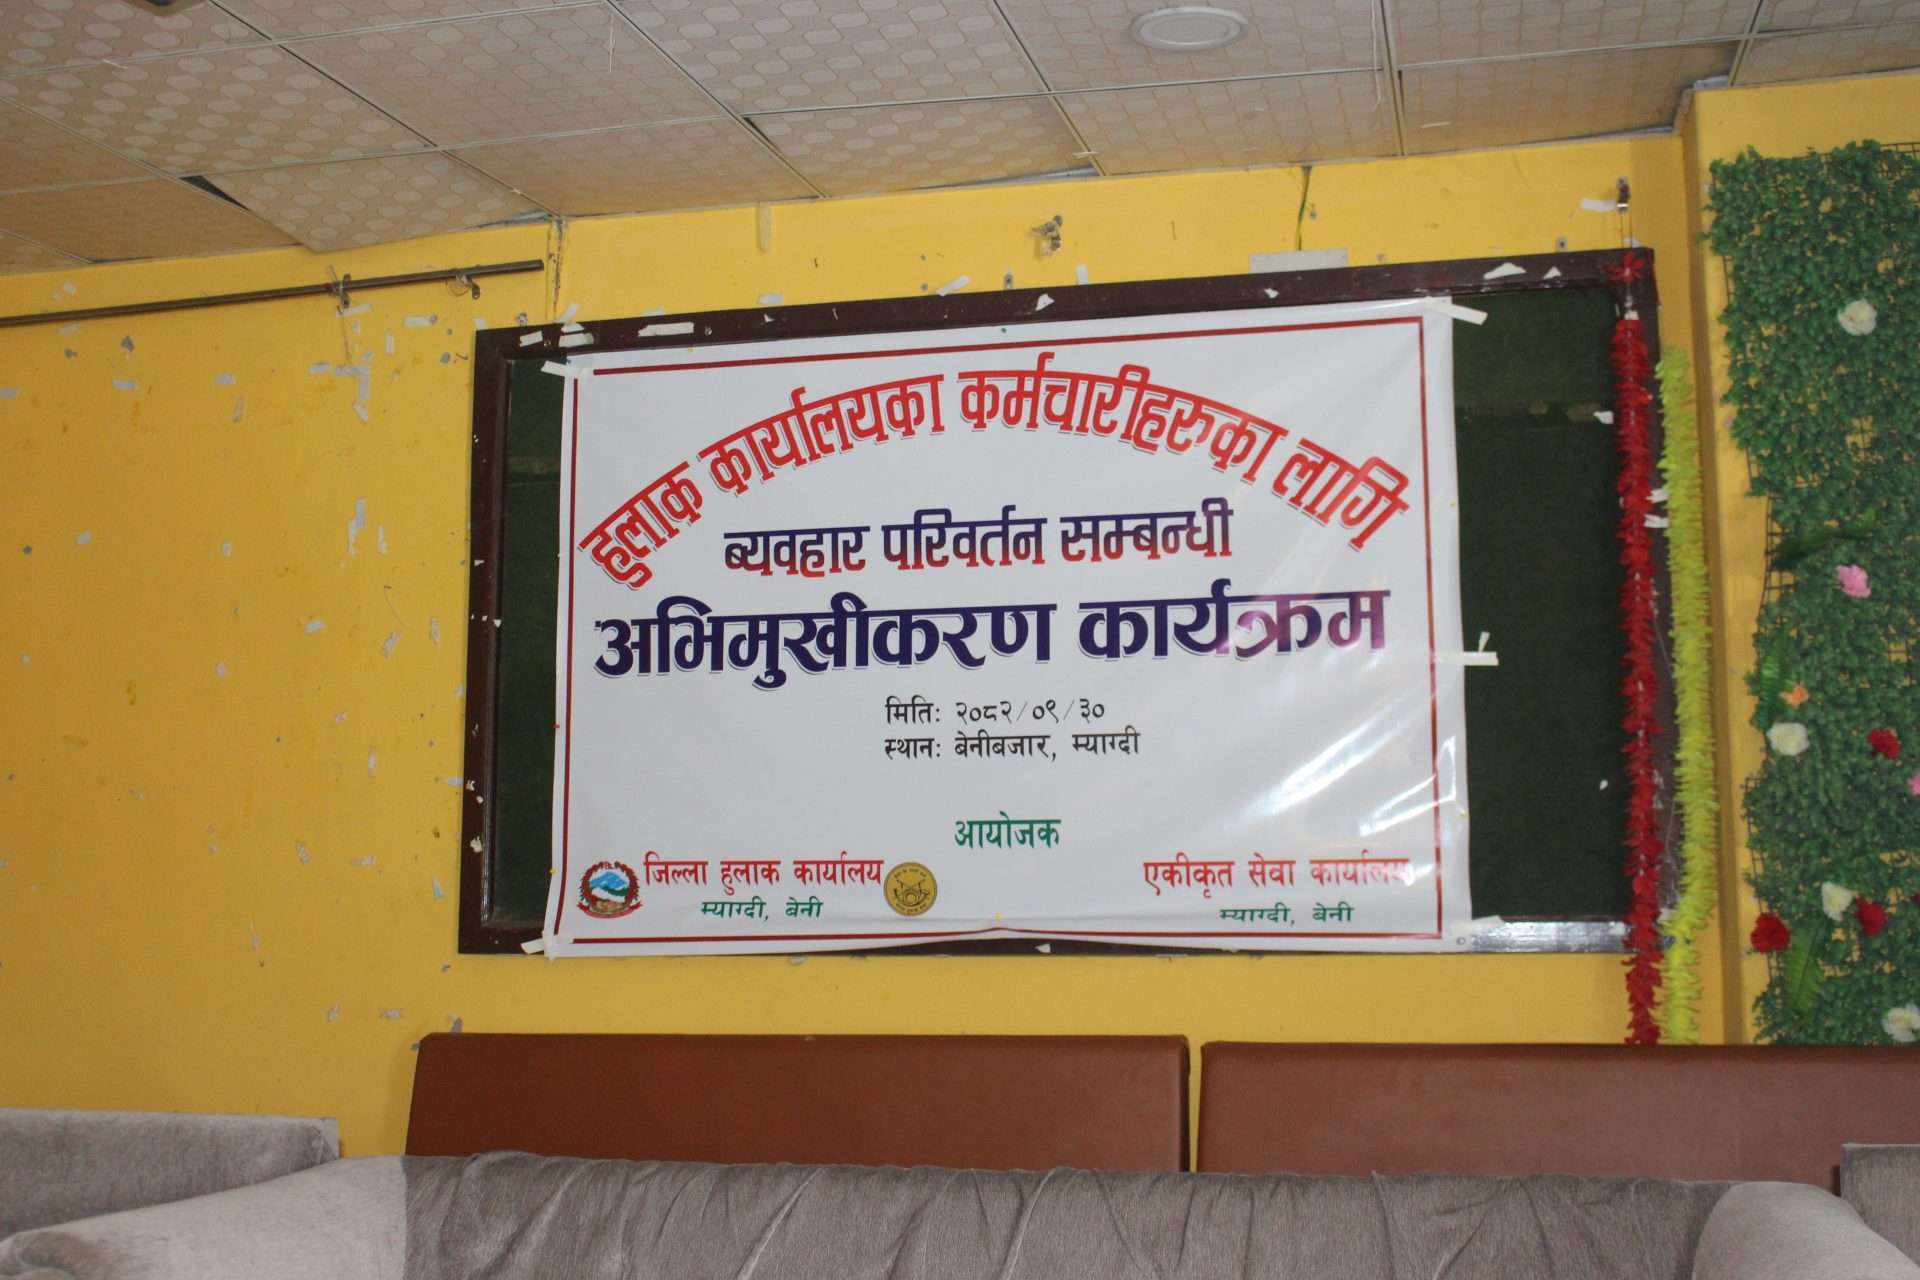 हुलाक कार्यालयका कर्मचारीहरुका लागि
ब्यवहार परिवर्तन सम्बन्धी
अभिमुखीकरण कार्यक्रम
मितिः २०८२/०९/३०
स्थानः बेनीबजार, म्याग्दी
आयोजक
जिल्ला हुलाक कार्यालय
म्याग्दी, बेनी
एकीकृत सेवा कार्यालय
म्याग्दी, बेनी